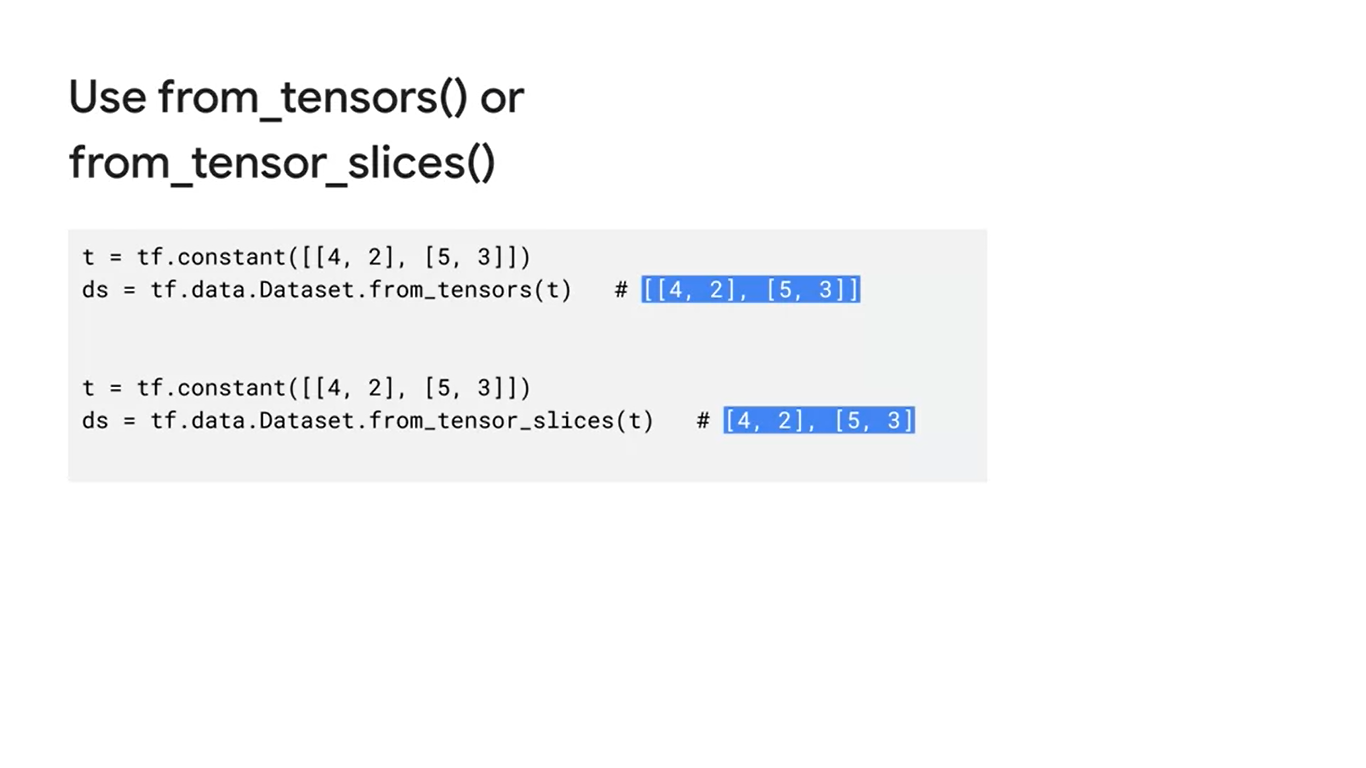 Use from_tensors() or
from_tensor_slices()
t = tf.constant([[4, 2], [5, 3]])
ds = tf.data.Dataset.from_tensors(t)   # [[4, 2], [5, 3]]
t = tf.constant([[4, 2], [5, 3]])
ds = tf.data.Dataset.from_tensor_slices(t)   # [4, 2], [5, 3]